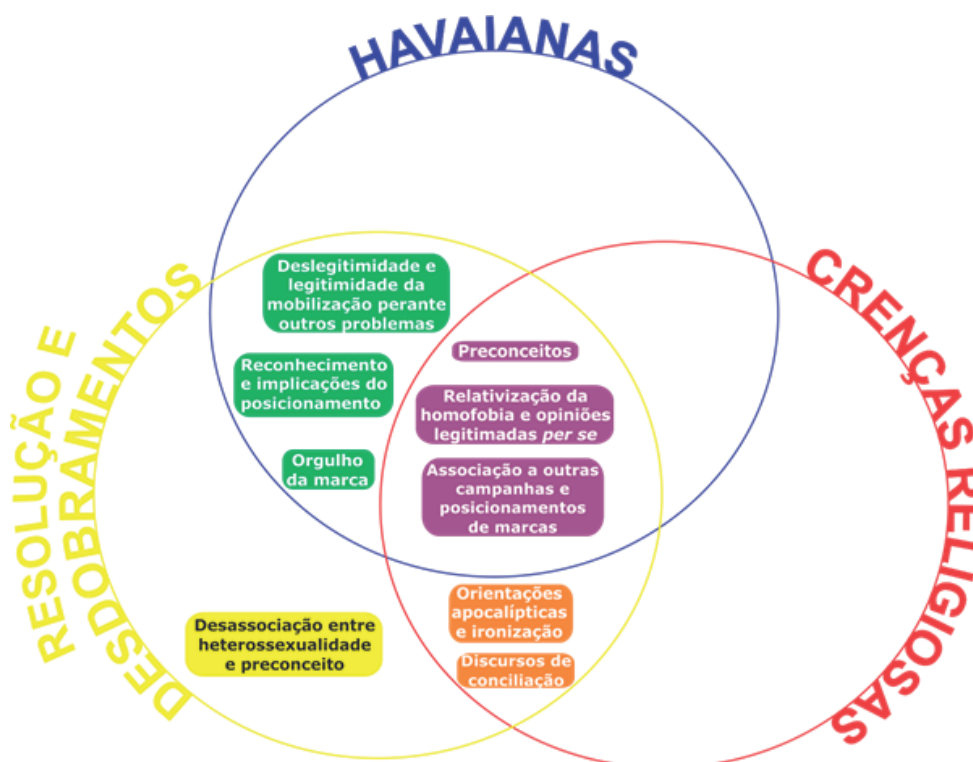 HAVAIANAS
RESOLUÇÃO E
DESDOBRAMENTOS
CRENÇAS RELIGIOSAS
Deslegitimidade e
legitimidade da
mobilização perante
outros problemas
Reconhecimento
e implicações do
posicionamento
Orgulho
da marca
Preconceitos
Relativização da
homofobia e opiniões
legitimadas per se
Associação a outras
campanhas e
posicionamentos
de marcas
Desassociação entre
heterossexualidade
e preconceito
Orientações
apocalípticas
e ironização
Discursos de
conciliação